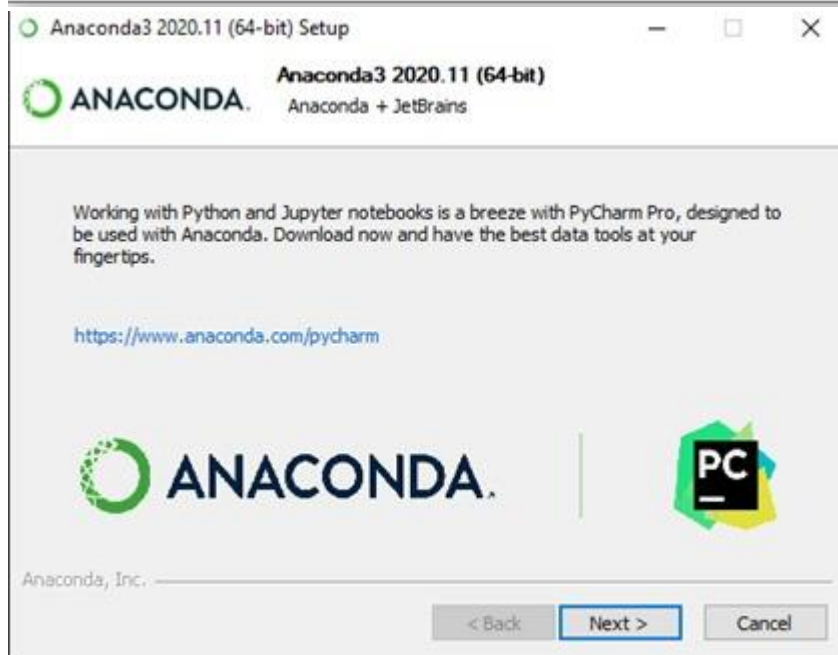 Anaconda3 2020.11 (64-bit) Setup
Anaconda3 2020.11 (64-bit)
ANACONDA.
Anaconda + JetBrains
Working with Python and Jupyter notebooks is a breeze with PyCharm Pro, designed to
be used with Anaconda. Download now and have the best data tools at your
fingertips.
https://www.anaconda.com/pycharm
ANACONDA.
PC
Anaconda, Inc.
< Back
Next >
Cancel